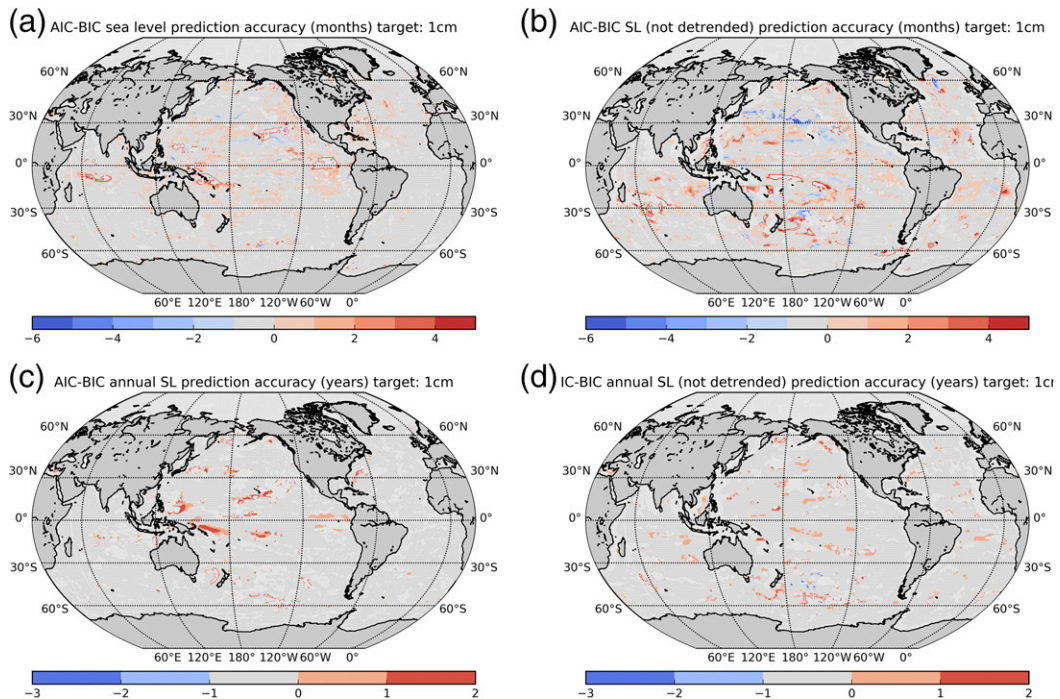 (a) AIC-BIC sea level prediction accuracy (months) target: 1cm
60°N
30°N
0°
30°S
60°S
60°N
30°N
0°
30°S
60°S
60°E 120°E 180° 120°W 60°W 0°
−6 −4 −2 0 2 4
(b) AIC-BIC SL (not detrended) prediction accuracy (months) target: 1cm
60°N
30°N
0°
30°S
60°S
60°N
30°N
0°
30°S
60°S
60°E 120°E 180° 120°W 60°W 0°
−6 −4 −2 0 2 4
(c) AIC-BIC annual SL prediction accuracy (years) target: 1cm
60°N
30°N
0°
30°S
60°S
60°N
30°N
0°
30°S
60°S
60°E 120°E 180° 120°W 60°W 0°
−3 −2 −1 0 1 2
(d) IC-BIC annual SL (not detrended) prediction accuracy (years) target: 1c
60°N
30°N
0°
30°S
60°S
60°N
30°N
0°
30°S
60°S
60°E 120°E 180° 120°W 60°W 0°
−3 −2 −1 0 1 2